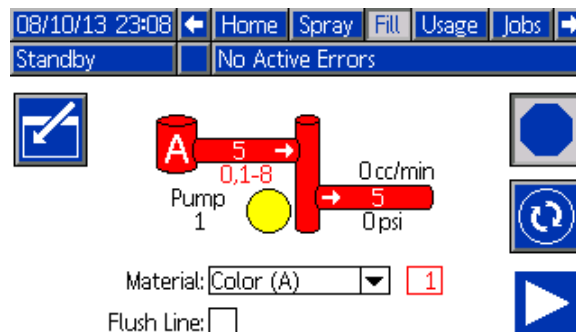 08/10/13 23:08 Home Spray Fill Usage Jobs
Standby No Active Errors
A 5
0,1-8
0 cc/min
Pump
1
5
0 psi
Material: Color (A) 1
Flush Line: